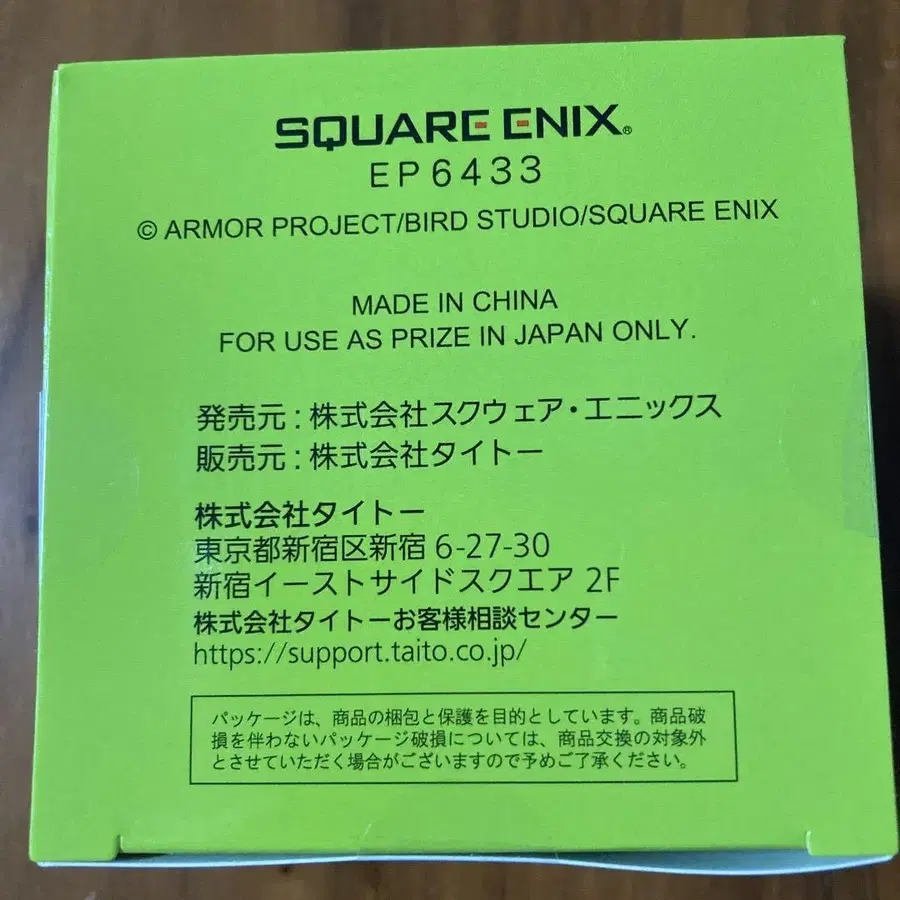 SQUARE ENIX®
EP6433
© ARMOR PROJECT/BIRD STUDIO/SQUARE ENIX
MADE IN CHINA
FOR USE AS PRIZE IN JAPAN ONLY.
発売元:株式会社スクウェア・エニックス
販売元:株式会社タイトー
株式会社タイトー
東京都新宿区新宿 6-27-30
新宿イーストサイドスクエア 2F
株式会社タイトーお客様相談センター
https://support.taito.co.jp/
パッケージは、商品の梱包と保護を目的としています。商品破
損を伴わないパッケージ破損については、商品交換の対象外
とさせていただく場合がございますので予めご了承ください。